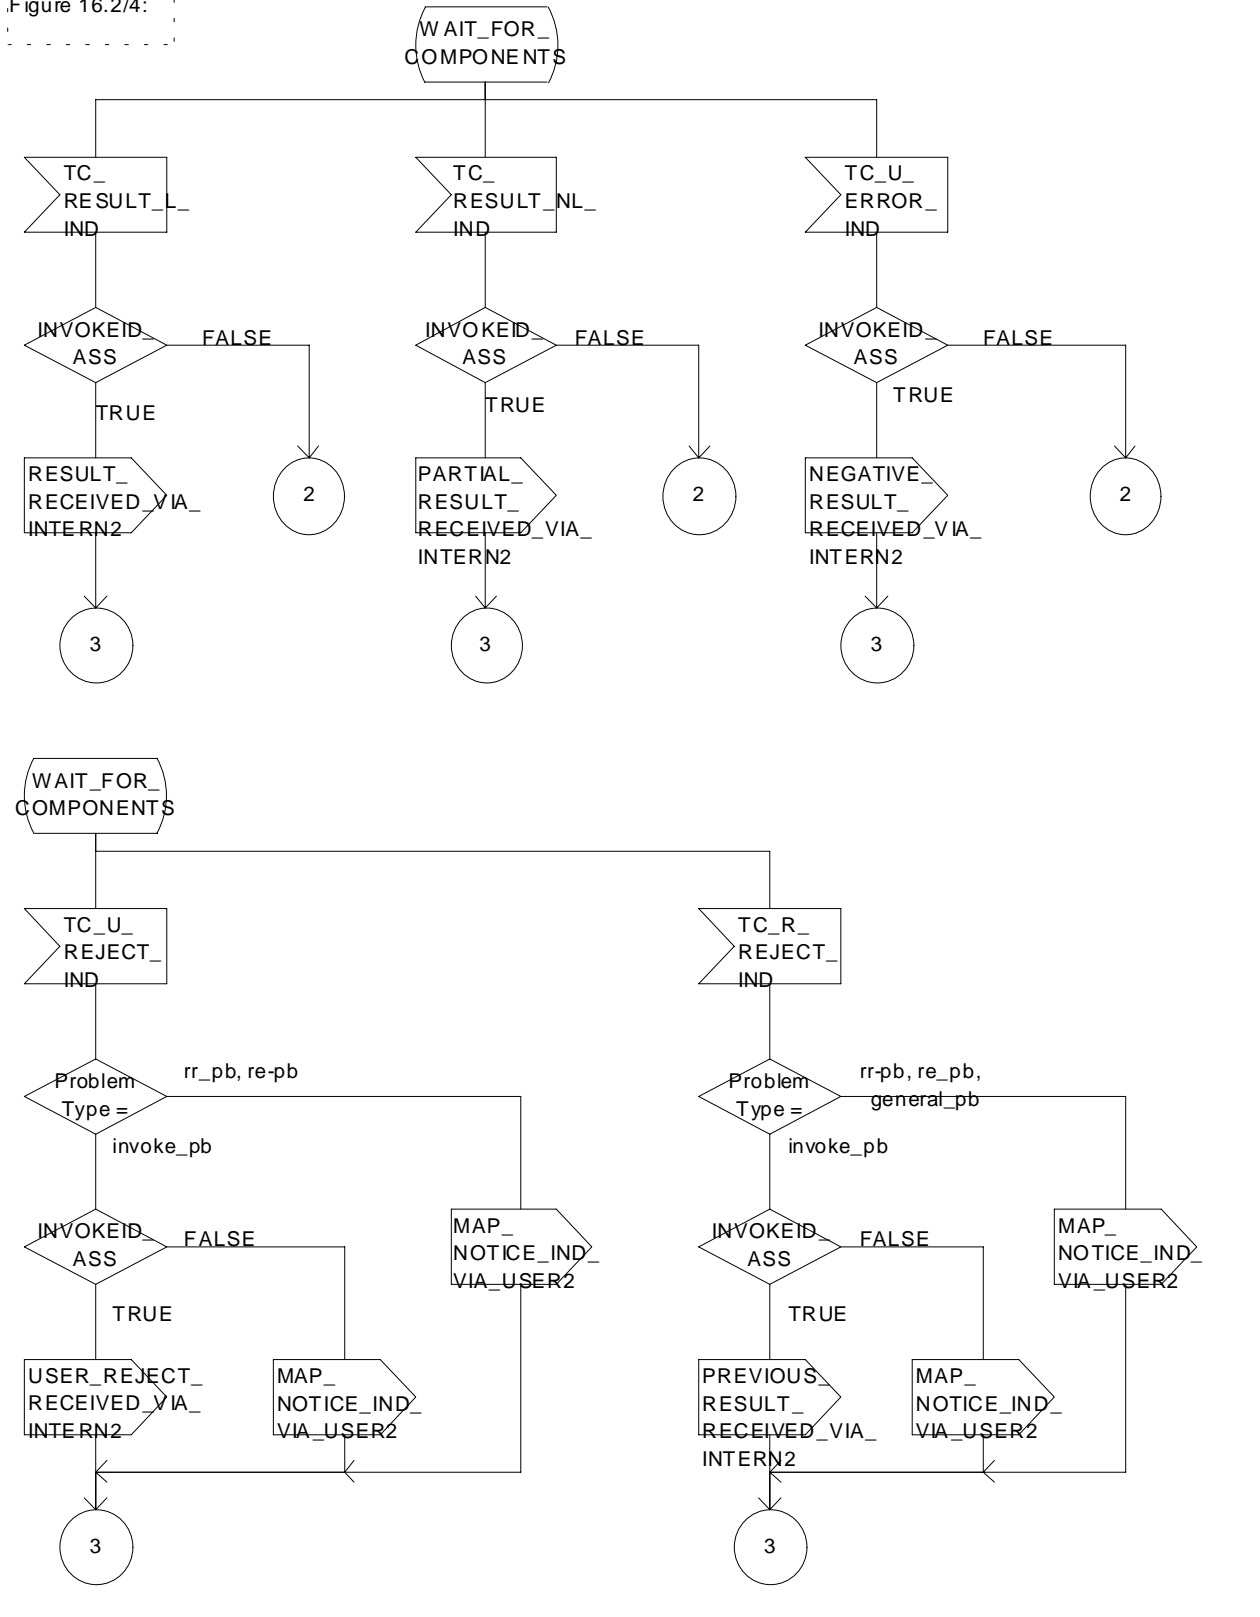 Figure 16.2/4:
WAIT_FOR_
COMPONENTS
TC_
RESULT_L_
IND
TC_
RESULT_NL_
IND
TC_U_
ERROR_
IND
INVOKEID_
ASS
FALSE
TRUE
INVOKEID_
ASS
FALSE
TRUE
INVOKEID_
ASS
FALSE
TRUE
RESULT_
RECEIVED_VIA_
INTERN2
2
PARTIAL_
RESULT_
RECEIVED_VIA_
INTERN2
2
NEGATIVE_
RESULT_
RECEIVED_VIA_
INTERN2
2
3
3
3
WAIT_FOR_
COMPONENTS
TC_U_
REJECT_
IND
TC_R_
REJECT_
IND
Problem
Type =
rr_pb, re-pb
invoke_pb
Problem
Type =
rr-pb, re_pb,
general_pb
invoke_pb
INVOKEID_
ASS
FALSE
TRUE
MAP_
NOTICE_IND_
VIA_USER2
INVOKEID_
ASS
FALSE
TRUE
MAP_
NOTICE_IND_
VIA_USER2
USER_REJECT_
RECEIVED_VIA_
INTERN2
MAP_
NOTICE_IND_
VIA_USER2
PREVIOUS_
RESULT_
RECEIVED_VIA_
INTERN2
MAP_
NOTICE_IND_
VIA_USER2
3
3